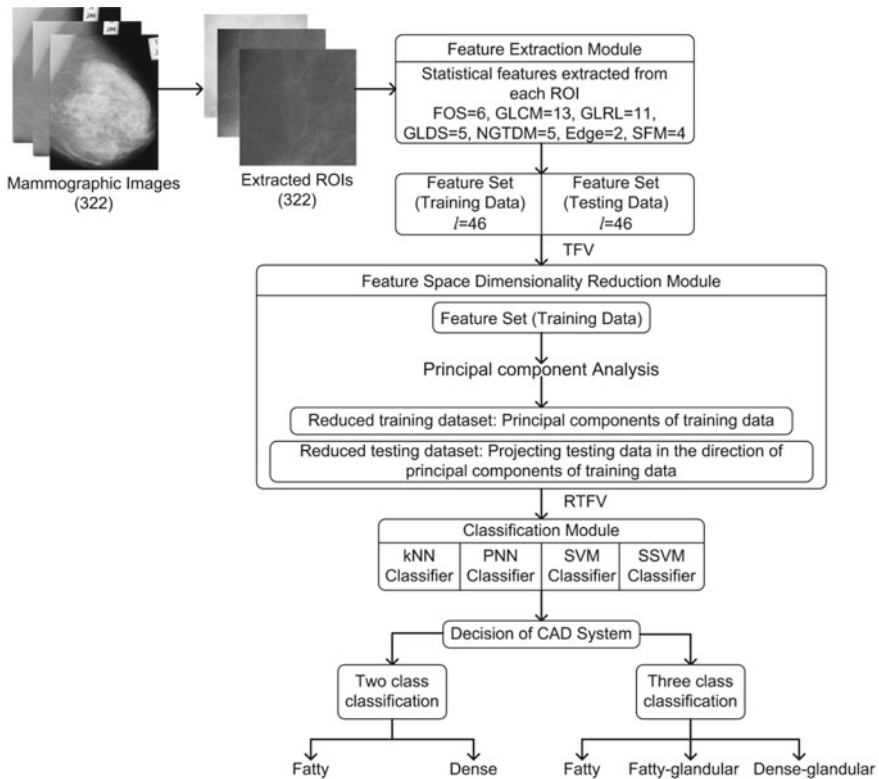 JM
JM
Mammographic Images
(322)
Extracted ROIs
(322)
Feature Extraction Module
Statistical features extracted from
each ROI
FOS=6, GLCM=13, GLRL=11,
GLDS=5, NGTDM=5, Edge=2, SFM=4
Feature Set
(Training Data)
l=46
Feature Set
(Testing Data)
l=46
TFV
Feature Space Dimensionality Reduction Module
Feature Set (Training Data)
Principal component Analysis
Reduced training dataset: Principal components of training data
Reduced testing dataset: Projecting testing data in the direction of
principal components of training data
RTFV
Classification Module
kNN
Classifier
PNN
Classifier
SVM
Classifier
SSVM
Classifier
Decision of CAD System
Two class
classification
Three class
classification
Fatty
Dense
Fatty
Fatty-glandular
Dense-glandular